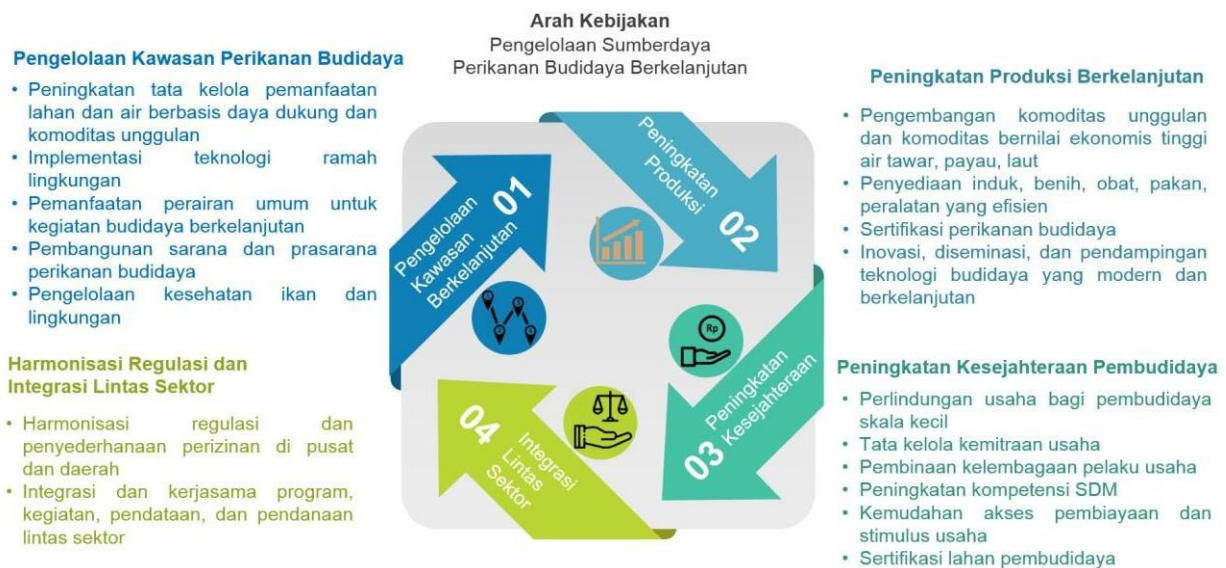 Arah Kebijakan
Pengelolaan Sumberdaya
Perikanan Budidaya Berkelanjutan
Pengelolaan Kawasan Perikanan Budidaya
• Peningkatan tata kelola pemanfaatan
lahan dan air berbasis daya dukung dan
komoditas unggulan
• Implementasi teknologi ramah
lingkungan
• Pemanfaatan perairan umum untuk
kegiatan budidaya berkelanjutan
• Pembangunan sarana dan prasarana
perikanan budidaya
• Pengelolaan kesehatan ikan dan
lingkungan
01
Pengelolaan
Kawasan
Berkelanjutan
Peningkatan
Produksi
02
Peningkatan Produksi Berkelanjutan
• Pengembangan komoditas unggulan
dan komoditas bernilai ekonomis tinggi
air tawar, payau, laut
• Penyediaan induk, benih, obat, pakan,
peralatan yang efisien
• Sertifikasi perikanan budidaya
• Inovasi, diseminasi, dan pendampingan
teknologi budidaya yang modern dan
berkelanjutan
Rp
Peningkatan
Kesejahteraan
03
Peningkatan Kesejahteraan Pembudidaya
• Perlindungan usaha bagi pembudidaya
skala kecil
• Tata kelola kemitraan usaha
• Pembinaan kelembagaan pelaku usaha
• Peningkatan kompetensi SDM
• Kemudahan akses pembiayaan dan
stimulus usaha
• Sertifikasi lahan pembudidaya
04
Integrasi
Lintas
Sektor
Harmonisasi Regulasi dan
Integrasi Lintas Sektor
• Harmonisasi regulasi dan
penyederhanaan perizinan di pusat
dan daerah
• Integrasi dan kerjasama program,
kegiatan, pendataan, dan pendanaan
lintas sektor